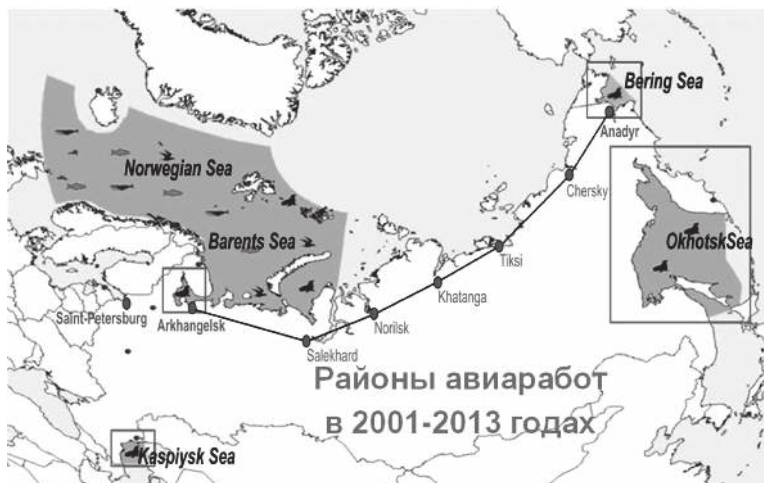 Bering Sea
Anadyr
Norwegian Sea
Chersky
Barents Sea
OkhotskSea
Tiksi
Khatanga
Saint-Petersburg
Arkhangelsk
Norilsk
Salekhard
Районы авиаработ
в 2001-2013 годах
Kaspiysk Sea